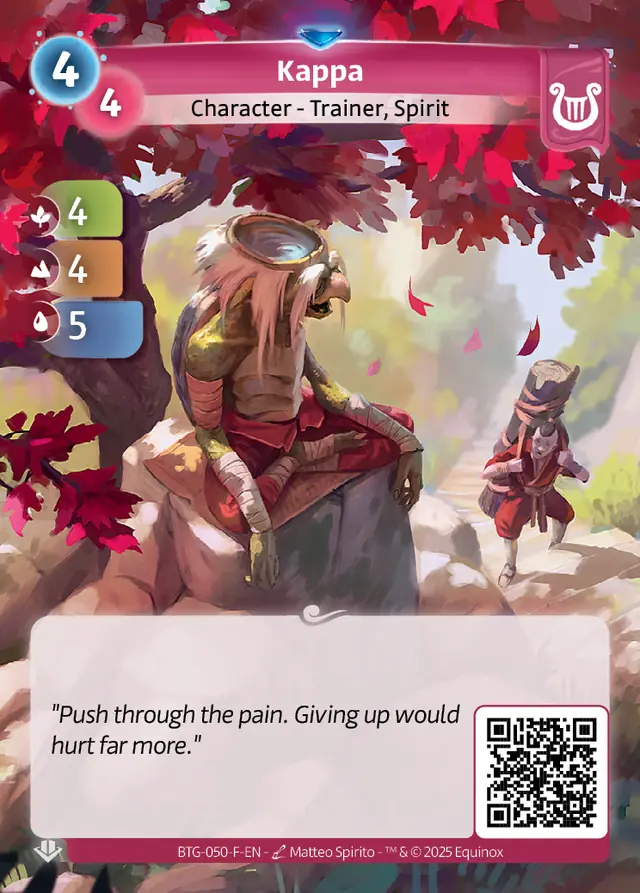 4
Kappa
4
Character - Trainer, Spirit
4
4
5
"Push through the pain. Giving up would
hurt far more."
BTG-050-F-EN - Matteo Spirito - ™ & © 2025 Equinox